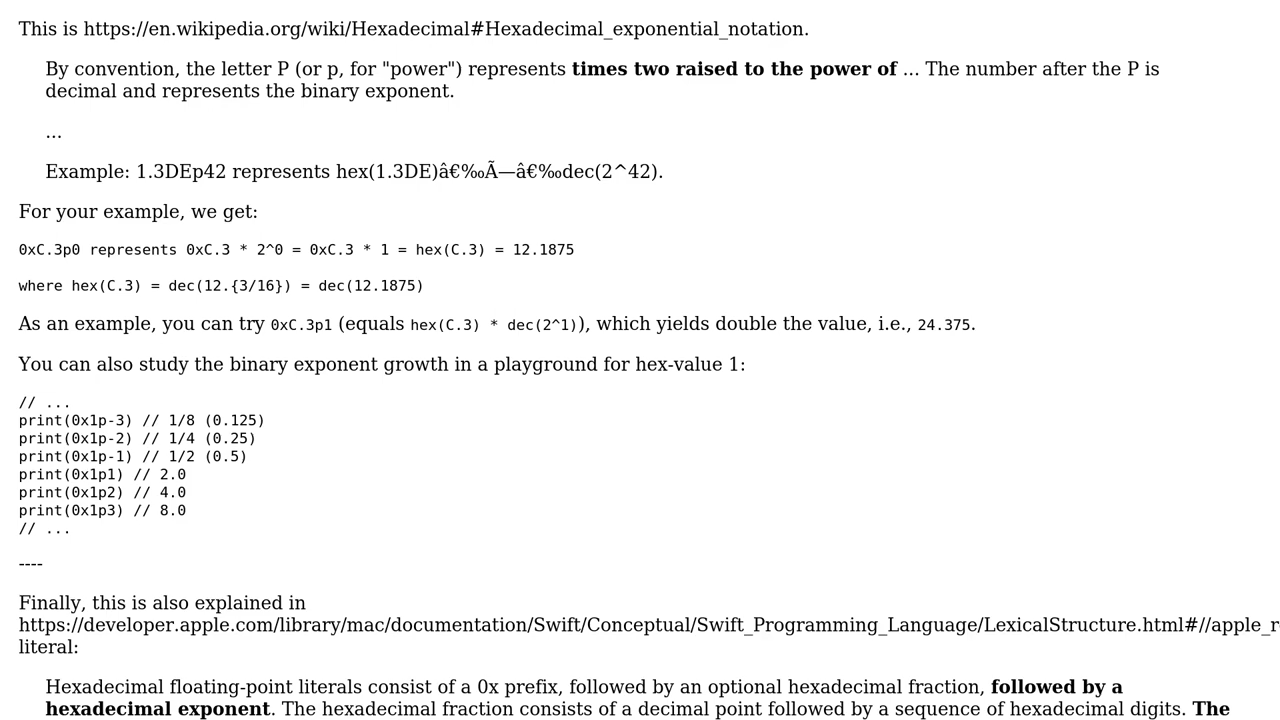 This is https://en.wikipedia.org/wiki/Hexadecimal#Hexadecimal_exponential_notation.
By convention, the letter P (or p, for "power") represents times two raised to the power of ... The number after the P is
decimal and represents the binary exponent.
...
Example: 1.3DEp42 represents hex(1.3DE)â€‰Ã—â€‰dec(2^42).
For your example, we get:
0xC.3p0 represents 0xC.3 * 2^0 = 0xC.3 * 1 = hex(C.3) = 12.1875
where hex(C.3) = dec(12.{3/16}) = dec(12.1875)
As an example, you can try 0xC.3p1 (equals hex(C.3) * dec(2^1)), which yields double the value, i.e., 24.375.
You can also study the binary exponent growth in a playground for hex-value 1:
// ...
print(0x1p-3) // 1/8 (0.125)
print(0x1p-2) // 1/4 (0.25)
print(0x1p-1) // 1/2 (0.5)
print(0x1p1) // 2.0
print(0x1p2) // 4.0
print(0x1p3) // 8.0
// ...
----
Finally, this is also explained in
https://developer.apple.com/library/mac/documentation/Swift/Conceptual/Swift_Programming_Language/LexicalStructure.html#//apple_r
literal:
Hexadecimal floating-point literals consist of a 0x prefix, followed by an optional hexadecimal fraction, followed by a
hexadecimal exponent. The hexadecimal fraction consists of a decimal point followed by a sequence of hexadecimal digits. The